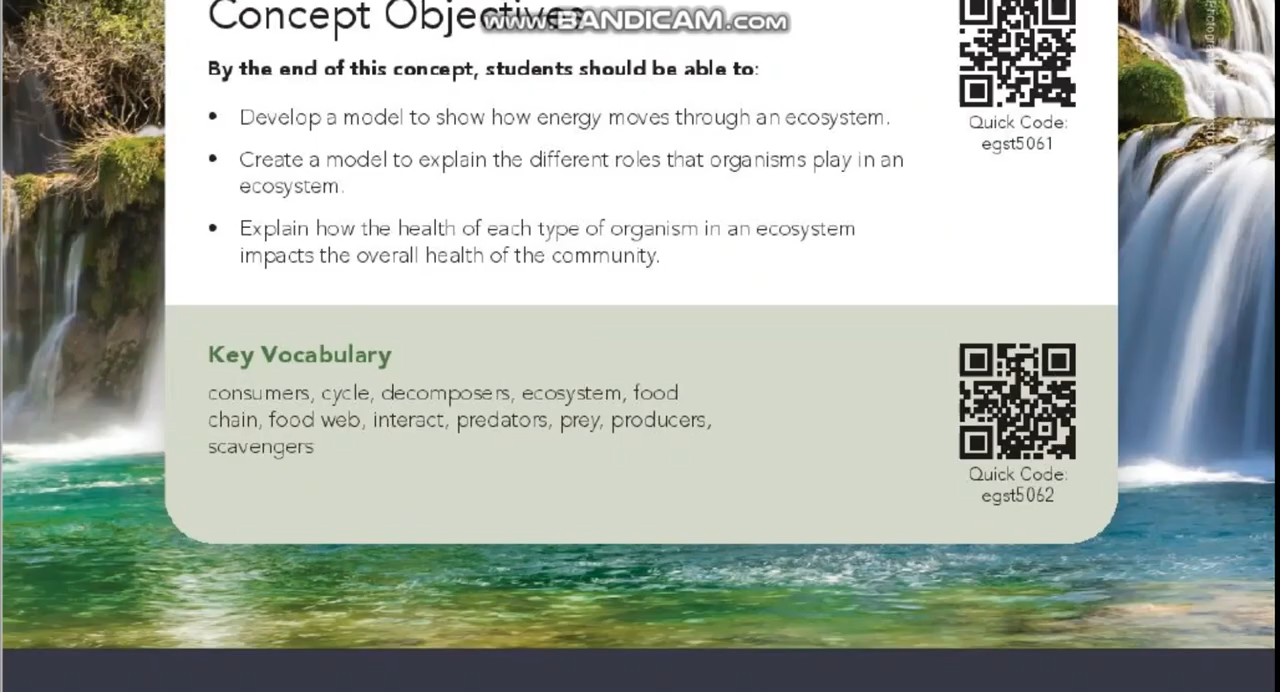 Concept Objectives
www.BANDICAM.com
By the end of this concept, students should be able to:
• Develop a model to show how energy moves through an ecosystem.
• Create a model to explain the different roles that organisms play in an
ecosystem.
• Explain how the health of each type of organism in an ecosystem
impacts the overall health of the community.
Quick Code:
egst5061
Key Vocabulary
consumers, cycle, decomposers, ecosystem, food
chain, food web, interact, predators, prey, producers,
scavengers
Quick Code:
egst5062